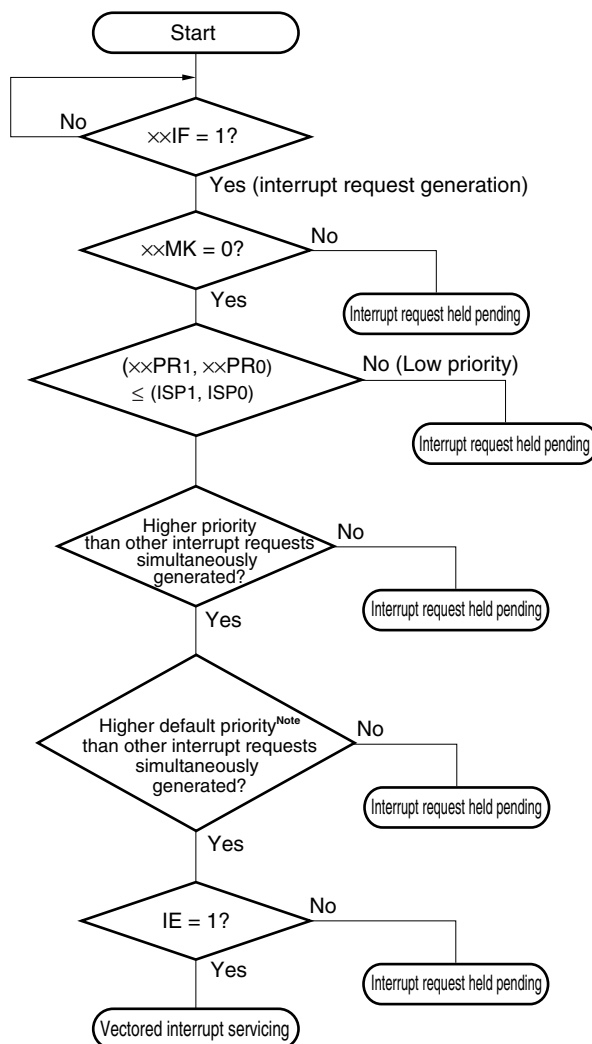 Start
No
××IF = 1?
Yes (interrupt request generation)
××MK = 0?
No
Yes
Interrupt request held pending
(××PR1, ××PR0)
≤ (ISP1, ISP0)
No (Low priority)
Interrupt request held pending
Higher priority
than other interrupt requests
simultaneously
generated?
No
Interrupt request held pending
Yes
Higher default priorityNote
than other interrupt requests
simultaneously
generated?
No
Interrupt request held pending
Yes
IE = 1?
No
Yes
Interrupt request held pending
Vectored interrupt servicing